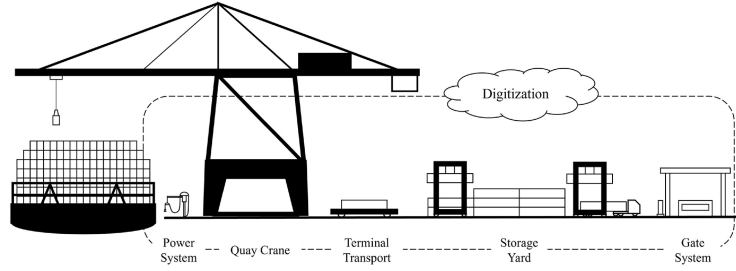 Digitization
Power
System
Quay Crane
Terminal
Transport
Storage
Yard
Gate
System